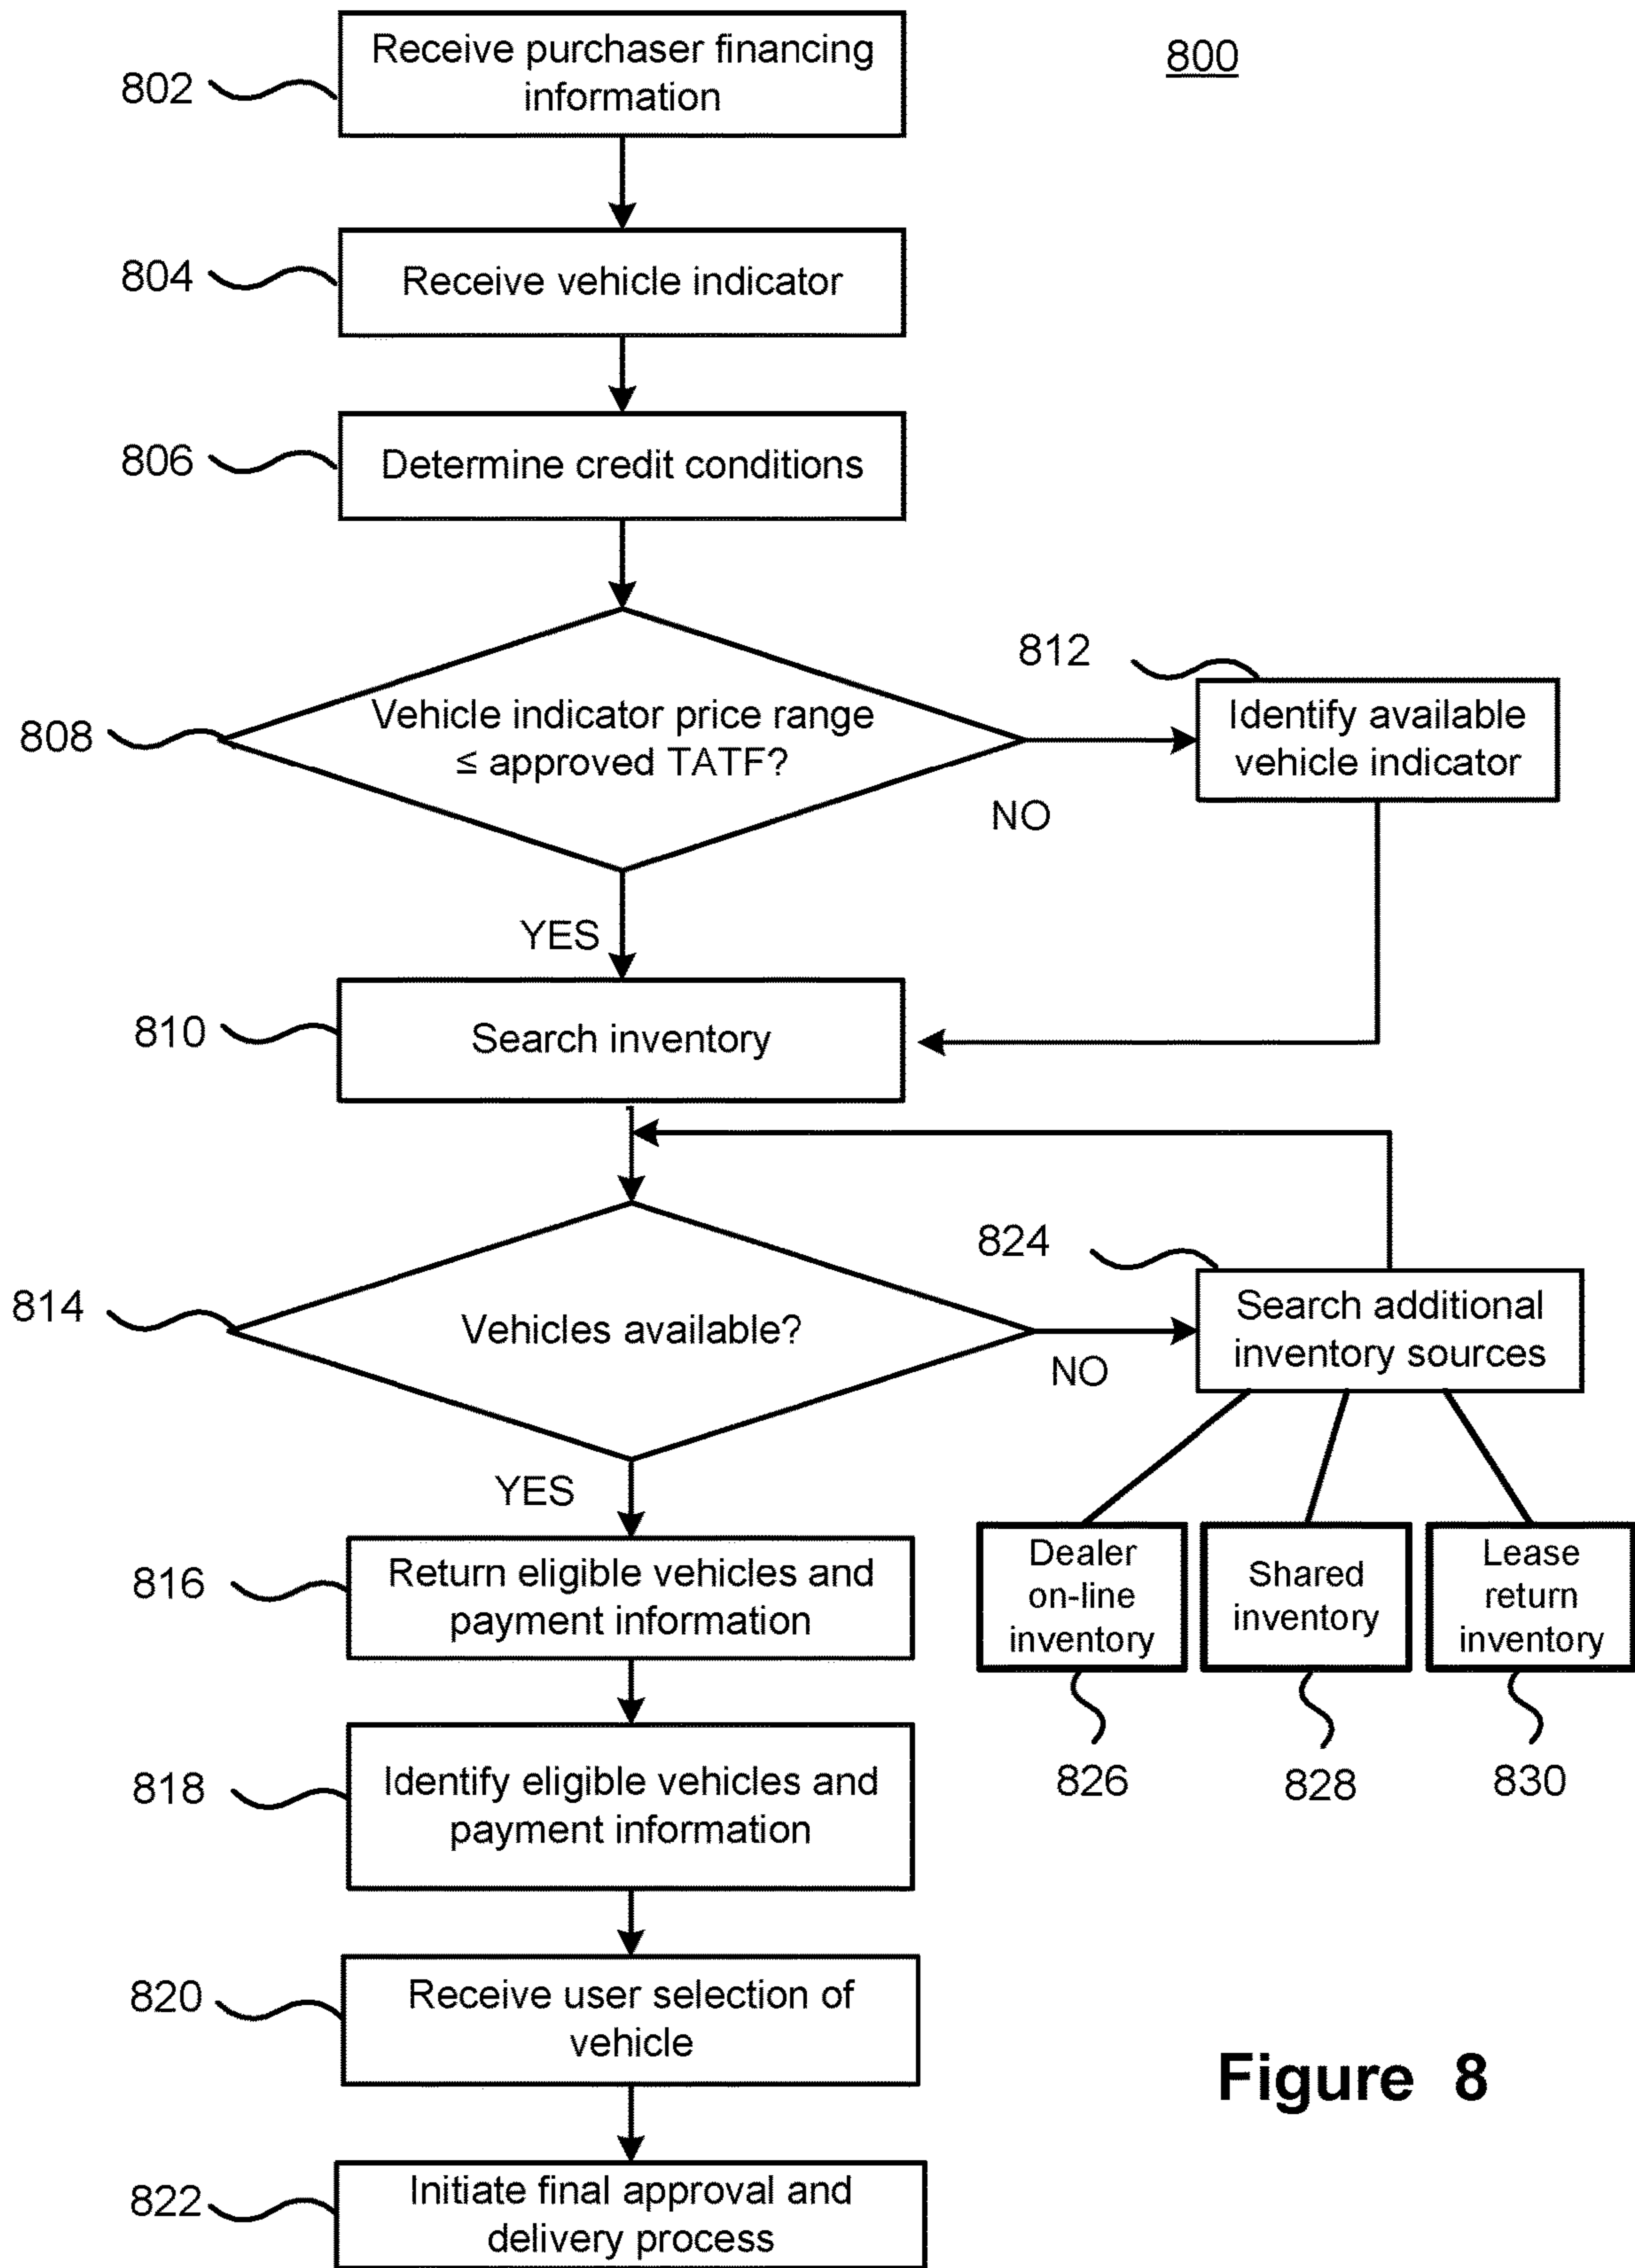 800
802
Receive purchaser financing
information
804
Receive vehicle indicator
806
Determine credit conditions
808
Vehicle indicator price range
≤ approved TATF?
NO
812
Identify available
vehicle indicator
YES
810
Search inventory
814
Vehicles available?
NO
824
Search additional
inventory sources
YES
Dealer
on-line
inventory
Shared
inventory
Lease
return
inventory
826
828
830
816
Return eligible vehicles and
payment information
818
Identify eligible vehicles and
payment information
820
Receive user selection of
vehicle
822
Initiate final approval and
delivery process
Figure 8